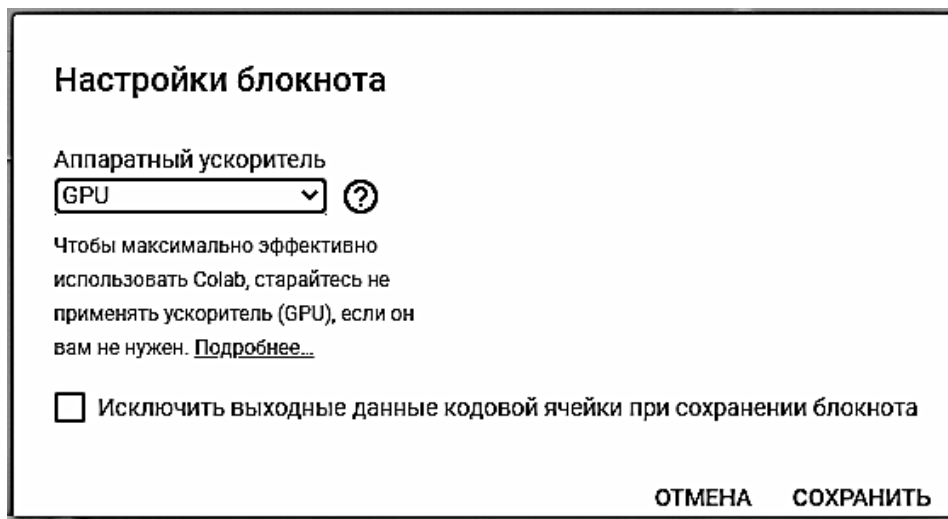 Настройки блокнота
Аппаратный ускоритель
GPU
Чтобы максимально эффективно
использовать Colab, старайтесь не
применять ускоритель (GPU), если он
вам не нужен. Подробнее...
Исключить выходные данные кодовой ячейки при сохранении блокнота
ОТМЕНА СОХРАНИТЬ